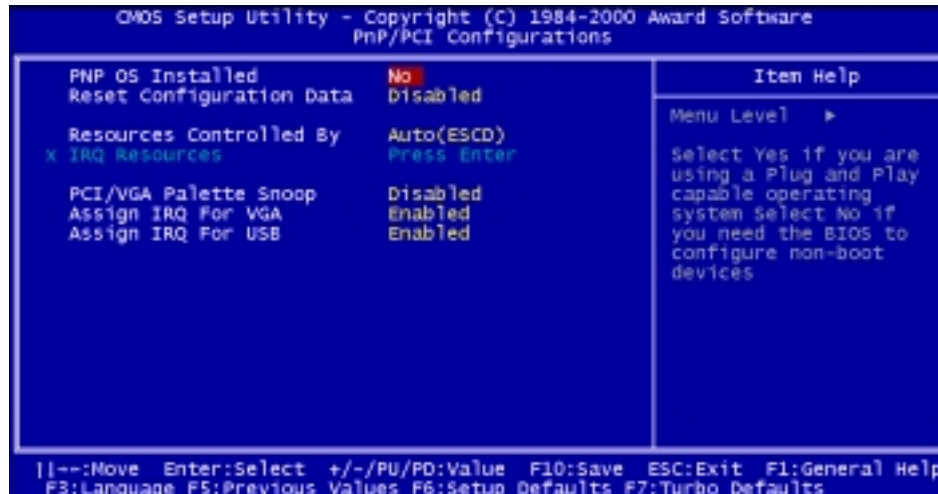 CMOS Setup Utility - Copyright (C) 1984-2000 Award Software
PnP/PCI Configurations
PNP OS Installed No
Reset Configuration Data Disabled
Resources Controlled By Auto(ESCD)
x IRQ Resources Press Enter
PCI/VGA Palette Snoop Disabled
Assign IRQ For VGA Enabled
Assign IRQ For USB Enabled
Item Help
Menu Level ►
Select Yes if you are
using a Plug and Play
capable operating
system Select No if
you need the BIOS to
configure non-boot
devices
↑↓→←:Move Enter:Select +/-/PU/PD:Value F10:Save ESC:Exit F1:General Help
F3:Language F5:Previous Values F6:Setup Defaults F7:Turbo Defaults